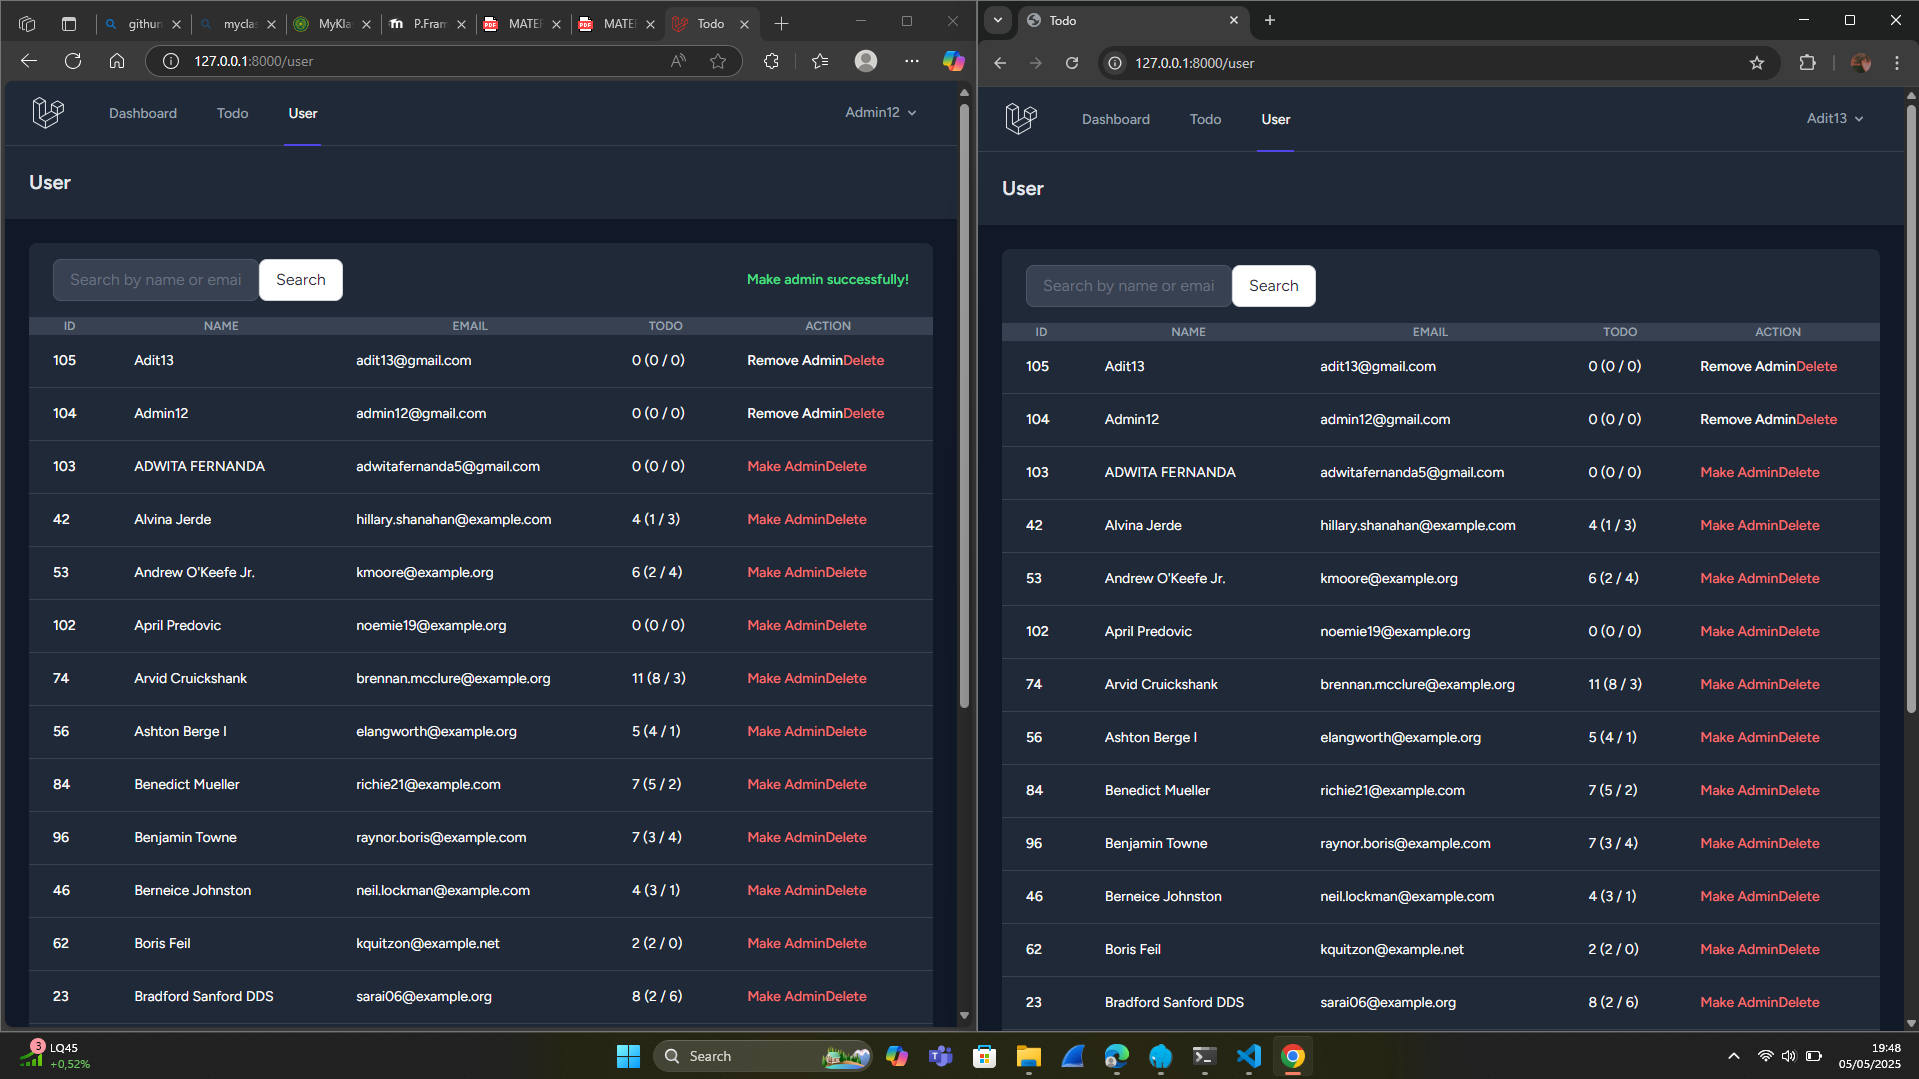 githun
myclas
MyKla
P.Fram
MATEI
MATEI
Todo
127.0.0.1:8000/user
Dashboard
Todo
User
Admin12
User
Search by name or emai
Search
Make admin successfully!
ID NAME EMAIL TODO ACTION
105 Adit13 adit13@gmail.com 0 (0 / 0) Remove AdminDelete
104 Admin12 admin12@gmail.com 0 (0 / 0) Remove AdminDelete
103 ADWITA FERNANDA adwitafernanda5@gmail.com 0 (0 / 0) Make AdminDelete
42 Alvina Jerde hillary.shanahan@example.com 4 (1 / 3) Make AdminDelete
53 Andrew O'Keefe Jr. kmoore@example.org 6 (2 / 4) Make AdminDelete
102 April Predovic noemie19@example.org 0 (0 / 0) Make AdminDelete
74 Arvid Cruickshank brennan.mcclure@example.org 11 (8 / 3) Make AdminDelete
56 Ashton Berge I elangworth@example.org 5 (4 / 1) Make AdminDelete
84 Benedict Mueller richie21@example.com 7 (5 / 2) Make AdminDelete
96 Benjamin Towne raynor.boris@example.com 7 (3 / 4) Make AdminDelete
46 Berneice Johnston neil.lockman@example.com 4 (3 / 1) Make AdminDelete
62 Boris Feil kquitzon@example.net 2 (2 / 0) Make AdminDelete
23 Bradford Sanford DDS sarai06@example.org 8 (2 / 6) Make AdminDelete
Todo
127.0.0.1:8000/user
Dashboard
Todo
User
Adit13
User
Search by name or emai
Search
ID NAME EMAIL TODO ACTION
105 Adit13 adit13@gmail.com 0 (0 / 0) Remove AdminDelete
104 Admin12 admin12@gmail.com 0 (0 / 0) Remove AdminDelete
103 ADWITA FERNANDA adwitafernanda5@gmail.com 0 (0 / 0) Make AdminDelete
42 Alvina Jerde hillary.shanahan@example.com 4 (1 / 3) Make AdminDelete
53 Andrew O'Keefe Jr. kmoore@example.org 6 (2 / 4) Make AdminDelete
102 April Predovic noemie19@example.org 0 (0 / 0) Make AdminDelete
74 Arvid Cruickshank brennan.mcclure@example.org 11 (8 / 3) Make AdminDelete
56 Ashton Berge I elangworth@example.org 5 (4 / 1) Make AdminDelete
84 Benedict Mueller richie21@example.com 7 (5 / 2) Make AdminDelete
96 Benjamin Towne raynor.boris@example.com 7 (3 / 4) Make AdminDelete
46 Berneice Johnston neil.lockman@example.com 4 (3 / 1) Make AdminDelete
62 Boris Feil kquitzon@example.net 2 (2 / 0) Make AdminDelete
23 Bradford Sanford DDS sarai06@example.org 8 (2 / 6) Make AdminDelete
3
LQ45
+0,52%
Search
19:48
05/05/2025